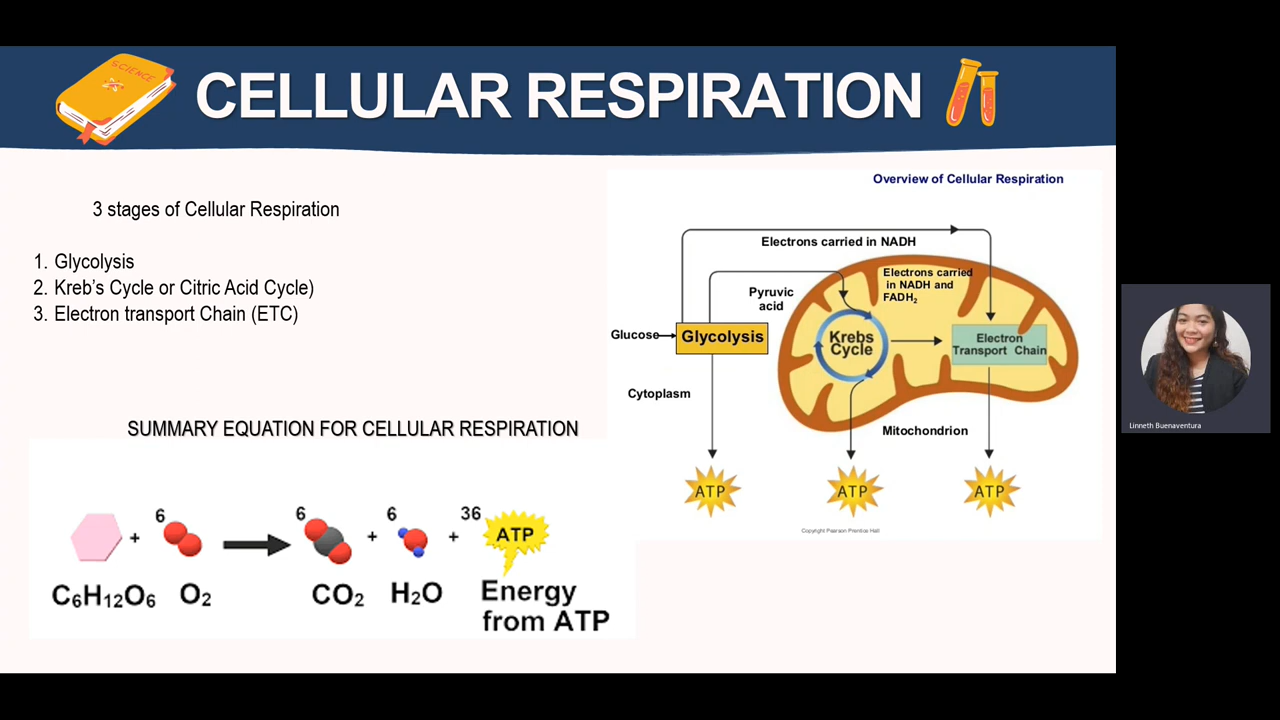 SCIENCE
CELLULAR RESPIRATION
3 stages of Cellular Respiration
1. Glycolysis
2. Kreb’s Cycle or Citric Acid Cycle)
3. Electron transport Chain (ETC)
SUMMARY EQUATION FOR CELLULAR RESPIRATION
6 6 6 36
+ + + ATP
C₆H₁₂O₆ O₂ CO₂ H₂O Energy
from ATP
Overview of Cellular Respiration
Electrons carried in NADH
Electrons carried
in NADH and
FADH₂
Pyruvic
acid
Glucose
Glycolysis
Krebs
Cycle
Electron
Transport Chain
Cytoplasm
Mitochondrion
ATP ATP ATP
Copyright Pearson Prentice Hall
Linneth Buenaventura